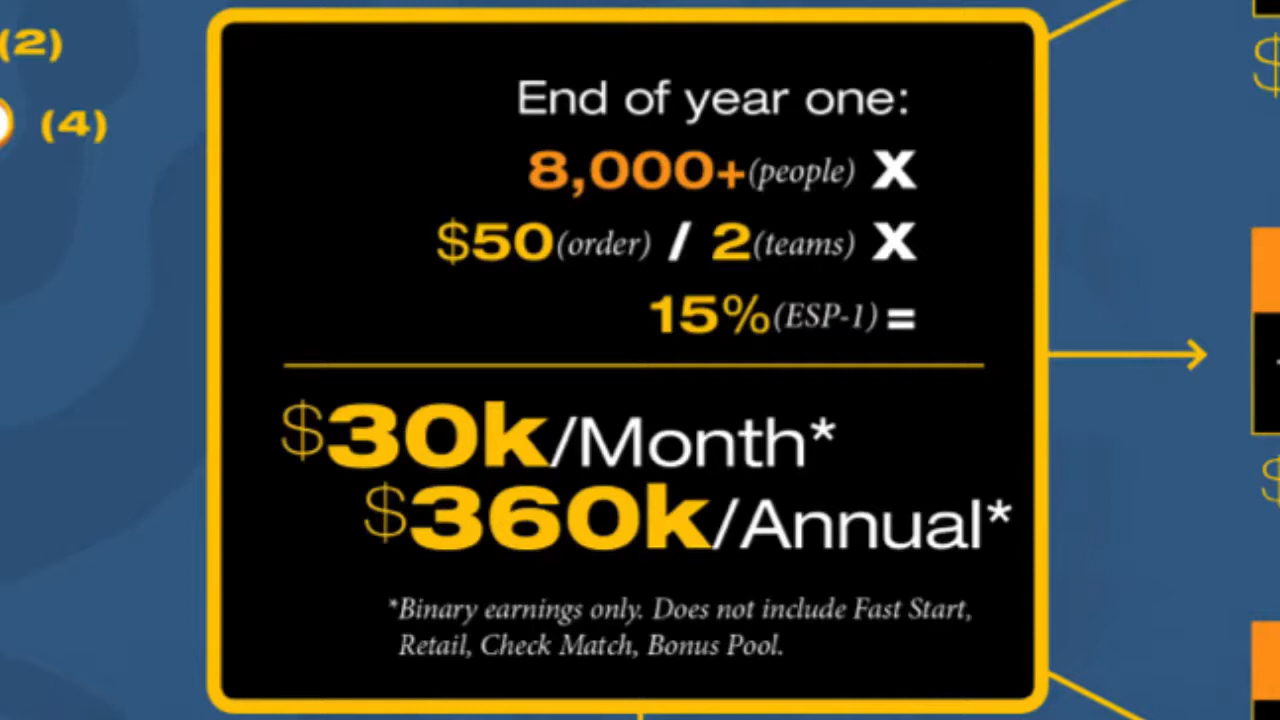 (2)
(4)
End of year one:
8,000+(people) X
$50(order) / 2(teams) X
15%(ESP-1) =
$30k/Month*
$360k/Annual*
*Binary earnings only. Does not include Fast Start,
Retail, Check Match, Bonus Pool.
$
$